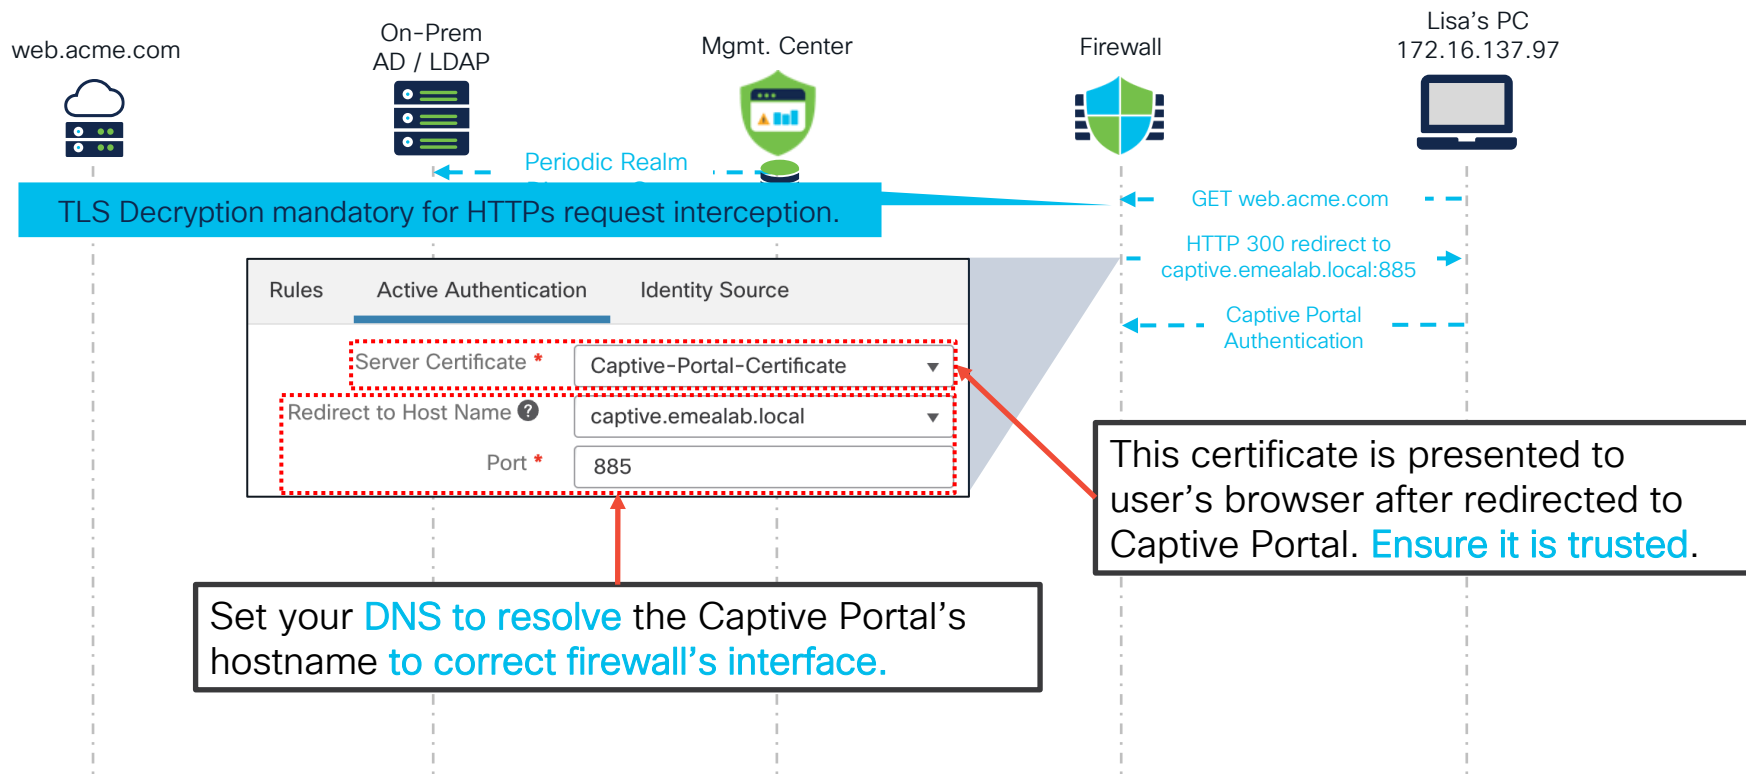 web.acme.com
On-Prem
AD / LDAP
Mgmt. Center
Firewall
Lisa's PC
172.16.137.97
Periodic Realm
TLS Decryption mandatory for HTTPs request interception.
GET web.acme.com
HTTP 300 redirect to
captive.emealab.local:885
Captive Portal
Authentication
Rules Active Authentication Identity Source
Server Certificate * Captive-Portal-Certificate
Redirect to Host Name ? captive.emealab.local
Port * 885
This certificate is presented to
user's browser after redirected to
Captive Portal. Ensure it is trusted.
Set your DNS to resolve the Captive Portal's
hostname to correct firewall's interface.